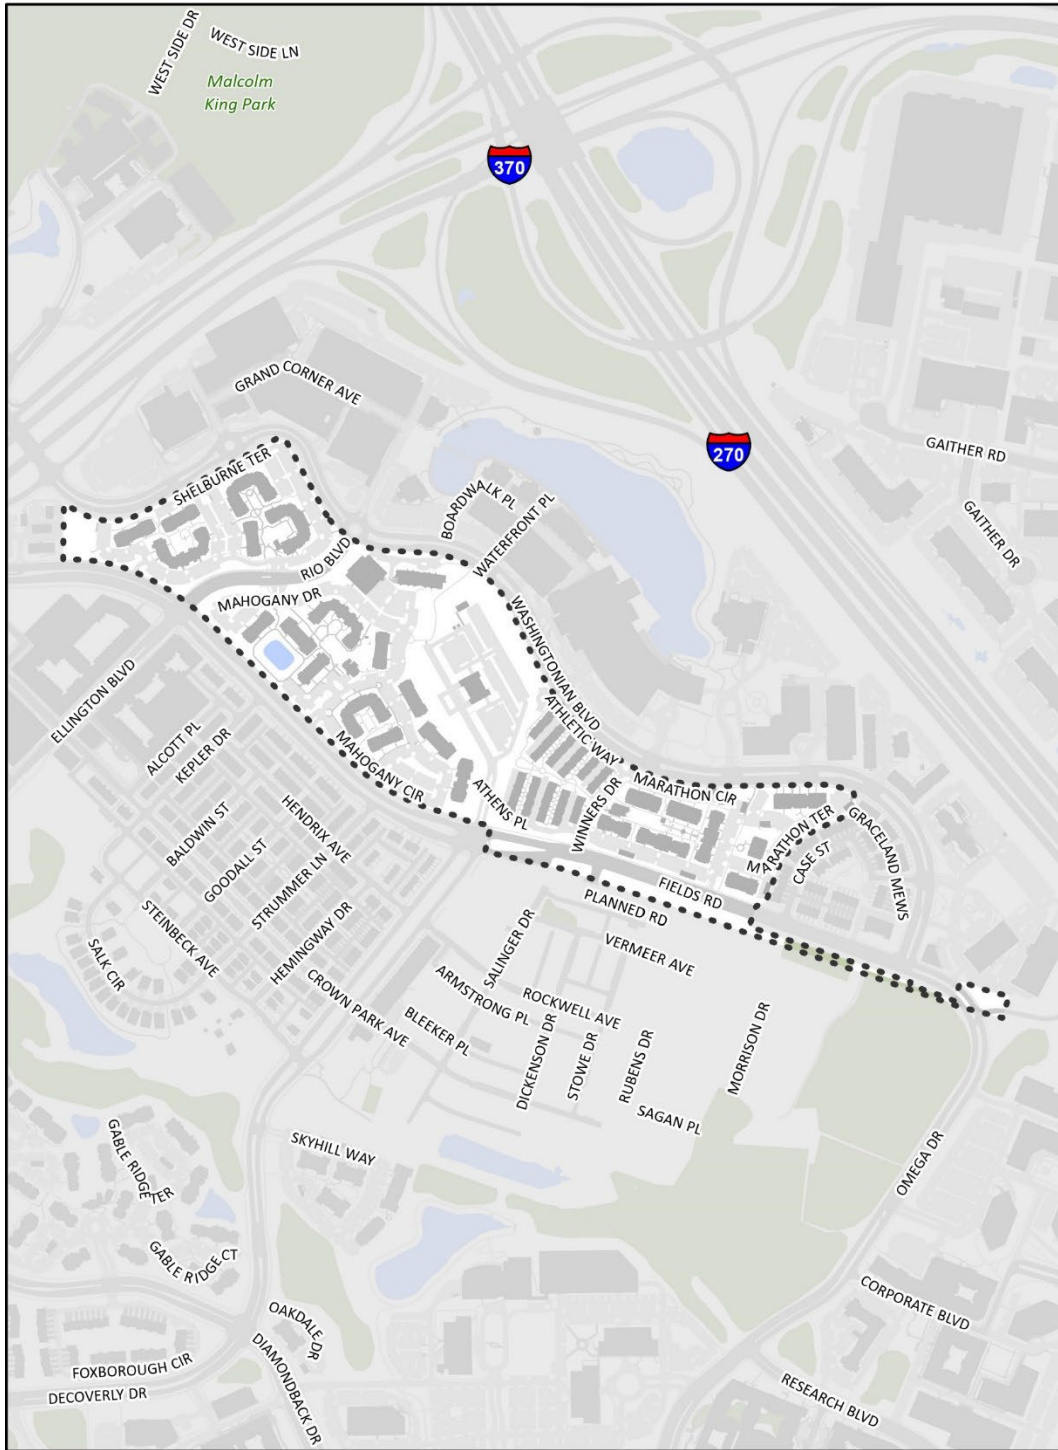 WEST SIDE DR
WEST SIDE LN
Malcolm
King Park
370
GRAND CORNER AVE
270
GAITHER RD
GAITHER DR
SHELBURNE TER
BOARDWALK PL
WATERFRONT PL
RIO BLVD
MAHOGANY DR
WASHINGTONIAN BLVD
ELLINGTON BLVD
ATHLETIC WAY
ALCOTT PL
KEPLER DR
MAHOGANY CIR
ATHENS PL
WINNERS DR
MARATHON CIR
MARATHON TER
GRACELAND MEWS
CASE ST
BALDWIN ST
HENDRIX AVE
GOODALL ST
STRUMMER LN
FIELDS RD
PLANNED RD
STEINBECK AVE
HEMINGWAY DR
SALK CIR
SALINGER DR
VERMEER AVE
CROWN PARK AVE
ARMSTRONG PL
ROCKWELL AVE
BLEEKER PL
DICKENSON DR
STOWE DR
RUBENS DR
MORRISON DR
SAGAN PL
SKYHILL WAY
OMEGA DR
GABLE RIDGE TER
GABLE RIDGE CT
OAKDALE DR
CORPORATE BLVD
FOXBOROUGH CIR
DECOVERLY DR
DIAMONDBACK DR
RESEARCH BLVD